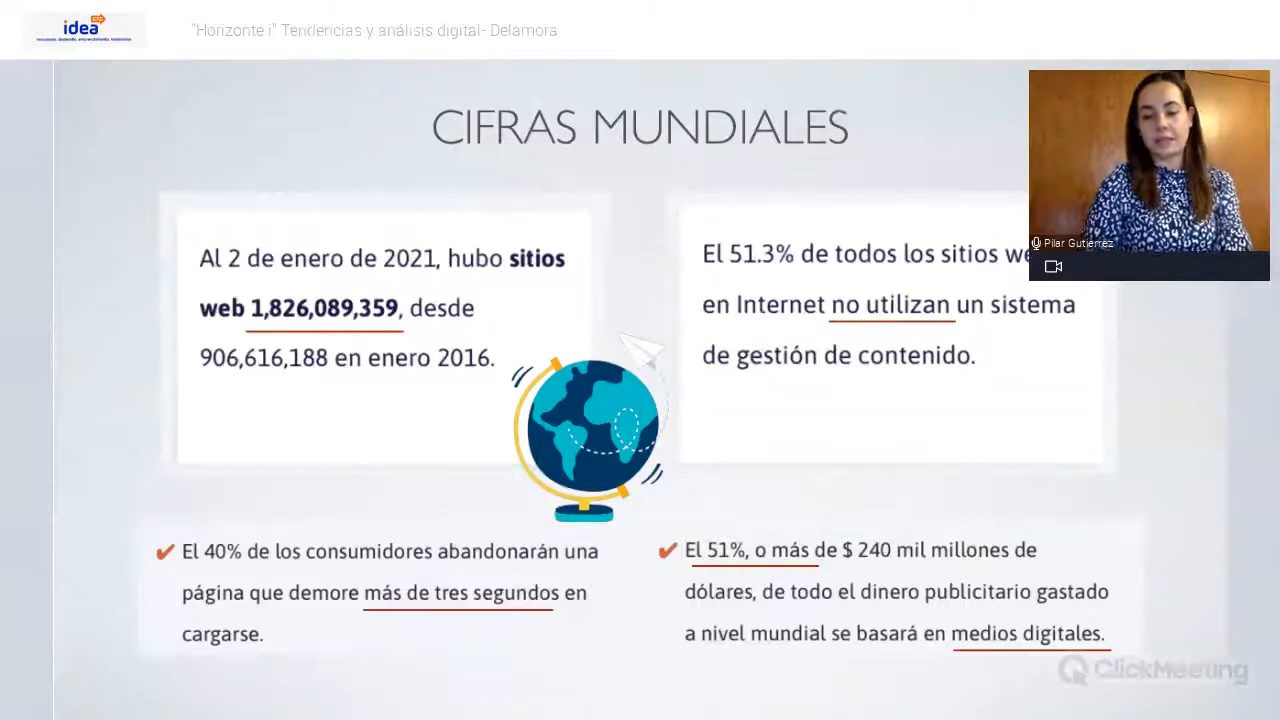 idea
"Horizonte i" Tendencias y análisis digital- Delamora
CIFRAS MUNDIALES
Al 2 de enero de 2021, hubo sitios
web 1,826,089,359, desde
906,616,188 en enero 2016.
El 51.3% de todos los sitios we
en Internet no utilizan un sistema
de gestión de contenido.
Pilar Gutierrez
✔ El 40% de los consumidores abandonarán una
página que demore más de tres segundos en
cargarse.
✔ El 51%, o más de $ 240 mil millones de
dólares, de todo el dinero publicitario gastado
a nivel mundial se basará en medios digitales.
ClickMeeting